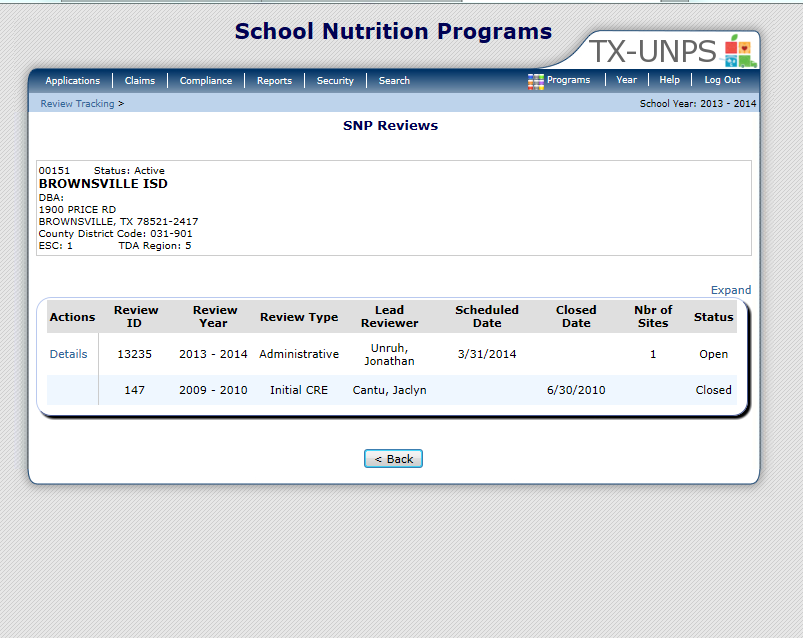 School Nutrition Programs
TX-UNPS
Applications Claims Compliance Reports Security Search Programs Year Help Log Out
Review Tracking > School Year: 2013 - 2014
SNP Reviews
00151 Status: Active
BROWNSVILLE ISD
DBA:
1900 PRICE RD
BROWNSVILLE, TX 78521-2417
County District Code: 031-901
ESC: 1 TDA Region: 5
Expand
Actions Review ID Review Year Review Type Lead Reviewer Scheduled Date Closed Date Nbr of Sites Status
Details 13235 2013 - 2014 Administrative Unruh, Jonathan 3/31/2014 1 Open
147 2009 - 2010 Initial CRE Cantu, Jaclyn 6/30/2010 Closed
< Back